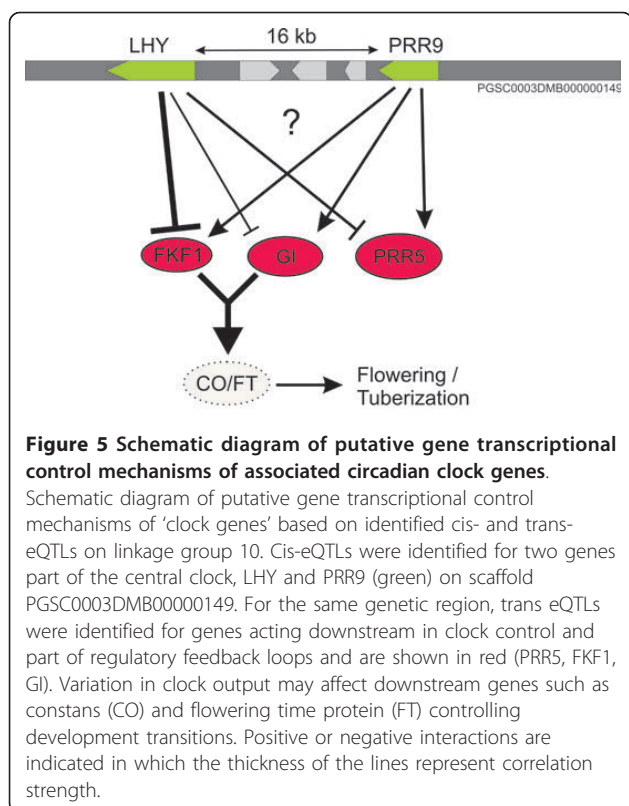 LHY 16 kb PRR9
PGSC0003DMB000000149
?
FKF1 GI PRR5
CO/FT Flowering /
Tuberization
Figure 5 Schematic diagram of putative gene transcriptional
control mechanisms of associated circadian clock genes.
Schematic diagram of putative gene transcriptional control
mechanisms of 'clock genes' based on identified cis- and trans-
eQTLs on linkage group 10. Cis-eQTLs were identified for two genes
part of the central clock, LHY and PRR9 (green) on scaffold
PGSC0003DMB00000149. For the same genetic region, trans eQTLs
were identified for genes acting downstream in clock control and
part of regulatory feedback loops and are shown in red (PRR5, FKF1,
GI). Variation in clock output may affect downstream genes such as
constans (CO) and flowering time protein (FT) controlling
development transitions. Positive or negative interactions are
indicated in which the thickness of the lines represent correlation
strength.